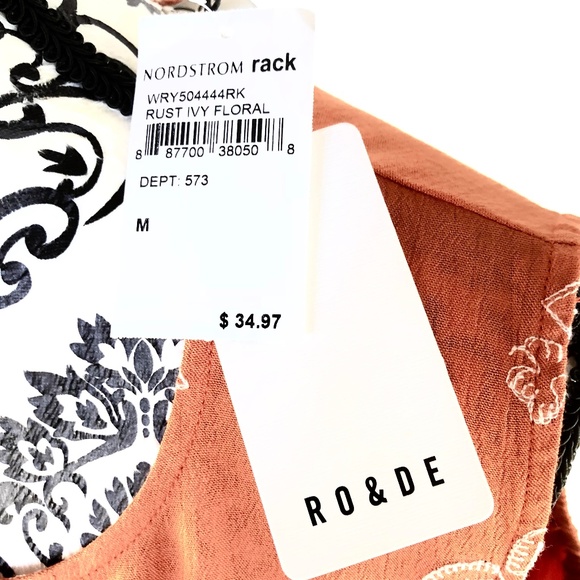 NORDSTROM rack
WRY504444RK
RUST IVY FLORAL
8 87700 38050 8
DEPT: 573
M
$ 34.97
RO&DE